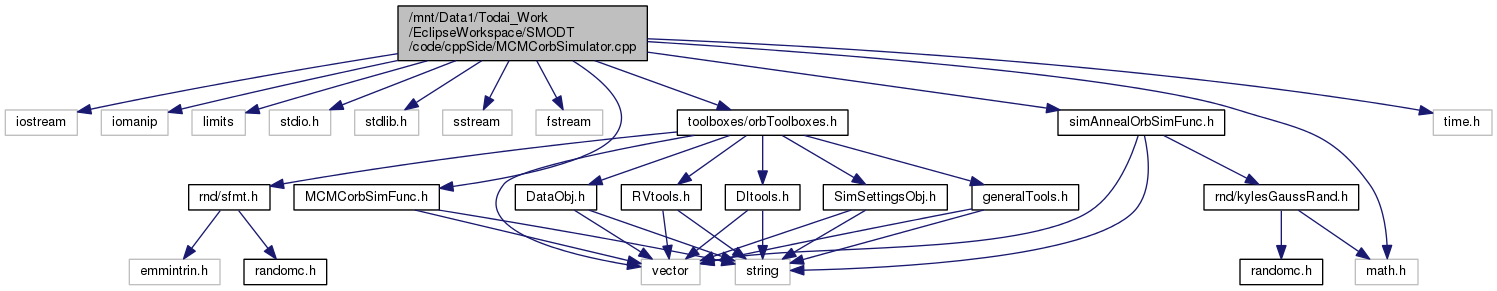 /mnt/Data1/Todai_Work
/EclipseWorkspace/SMODT
/code/cppSide/MCMCorbSimulator.cpp
iostream
iomanip
limits
stdio.h
stdlib.h
sstream
fstream
toolboxes/orbToolboxes.h
simAnnealOrbSimFunc.h
time.h
rnd/sfmt.h
MCMCorbSimFunc.h
DataObj.h
RVtools.h
DItools.h
SimSettingsObj.h
generalTools.h
rnd/kylesGaussRand.h
emmintrin.h
randomc.h
vector
string
randomc.h
math.h